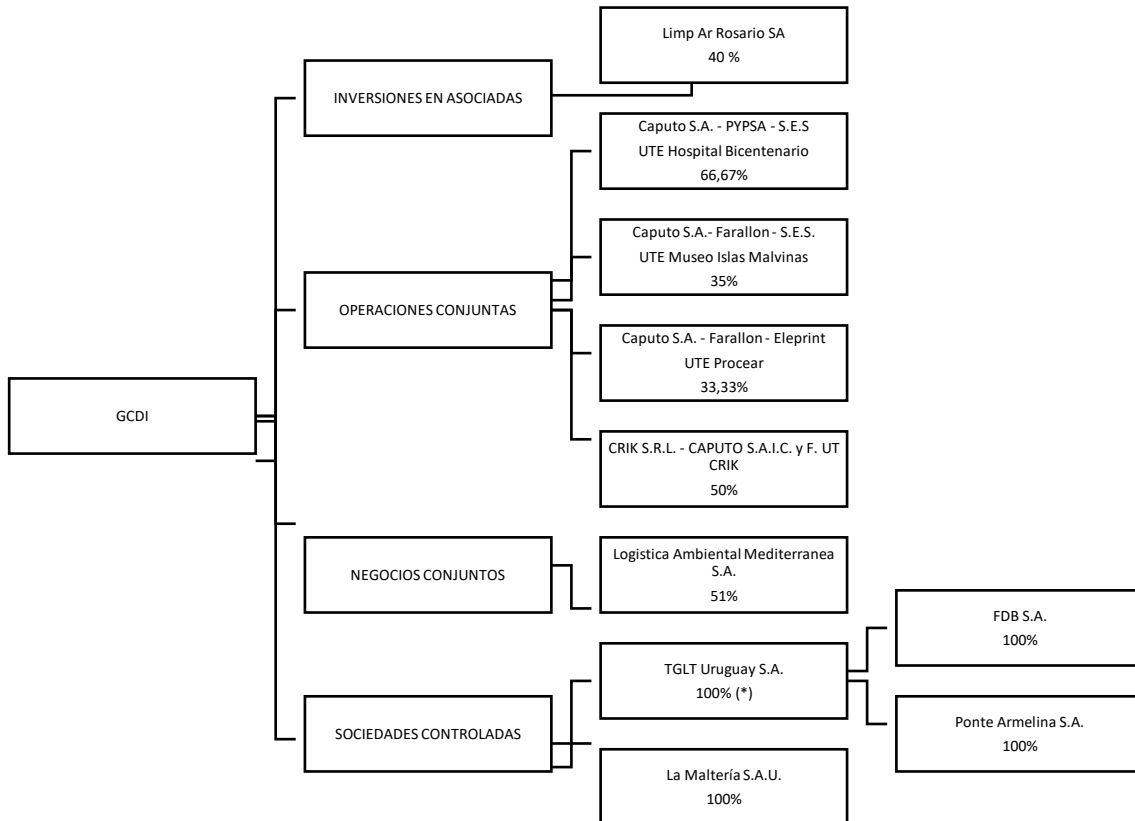 Limp Ar Rosario SA
40 %
INVERSIONES EN ASOCIADAS
Caputo S.A. - PYPSA - S.E.S
UTE Hospital Bicentenario
66,67%
Caputo S.A.- Farallon - S.E.S.
UTE Museo Islas Malvinas
35%
OPERACIONES CONJUNTAS
Caputo S.A. - Farallon - Eleprint
UTE Procear
33,33%
GCDI
CRIK S.R.L. - CAPUTO S.A.I.C. y F. UT
CRIK
50%
NEGOCIOS CONJUNTOS
Logistica Ambiental Mediterranea
S.A.
51%
FDB S.A.
100%
TGLT Uruguay S.A.
100% (*)
SOCIEDADES CONTROLADAS
Ponte Armelina S.A.
100%
La Maltería S.A.U.
100%